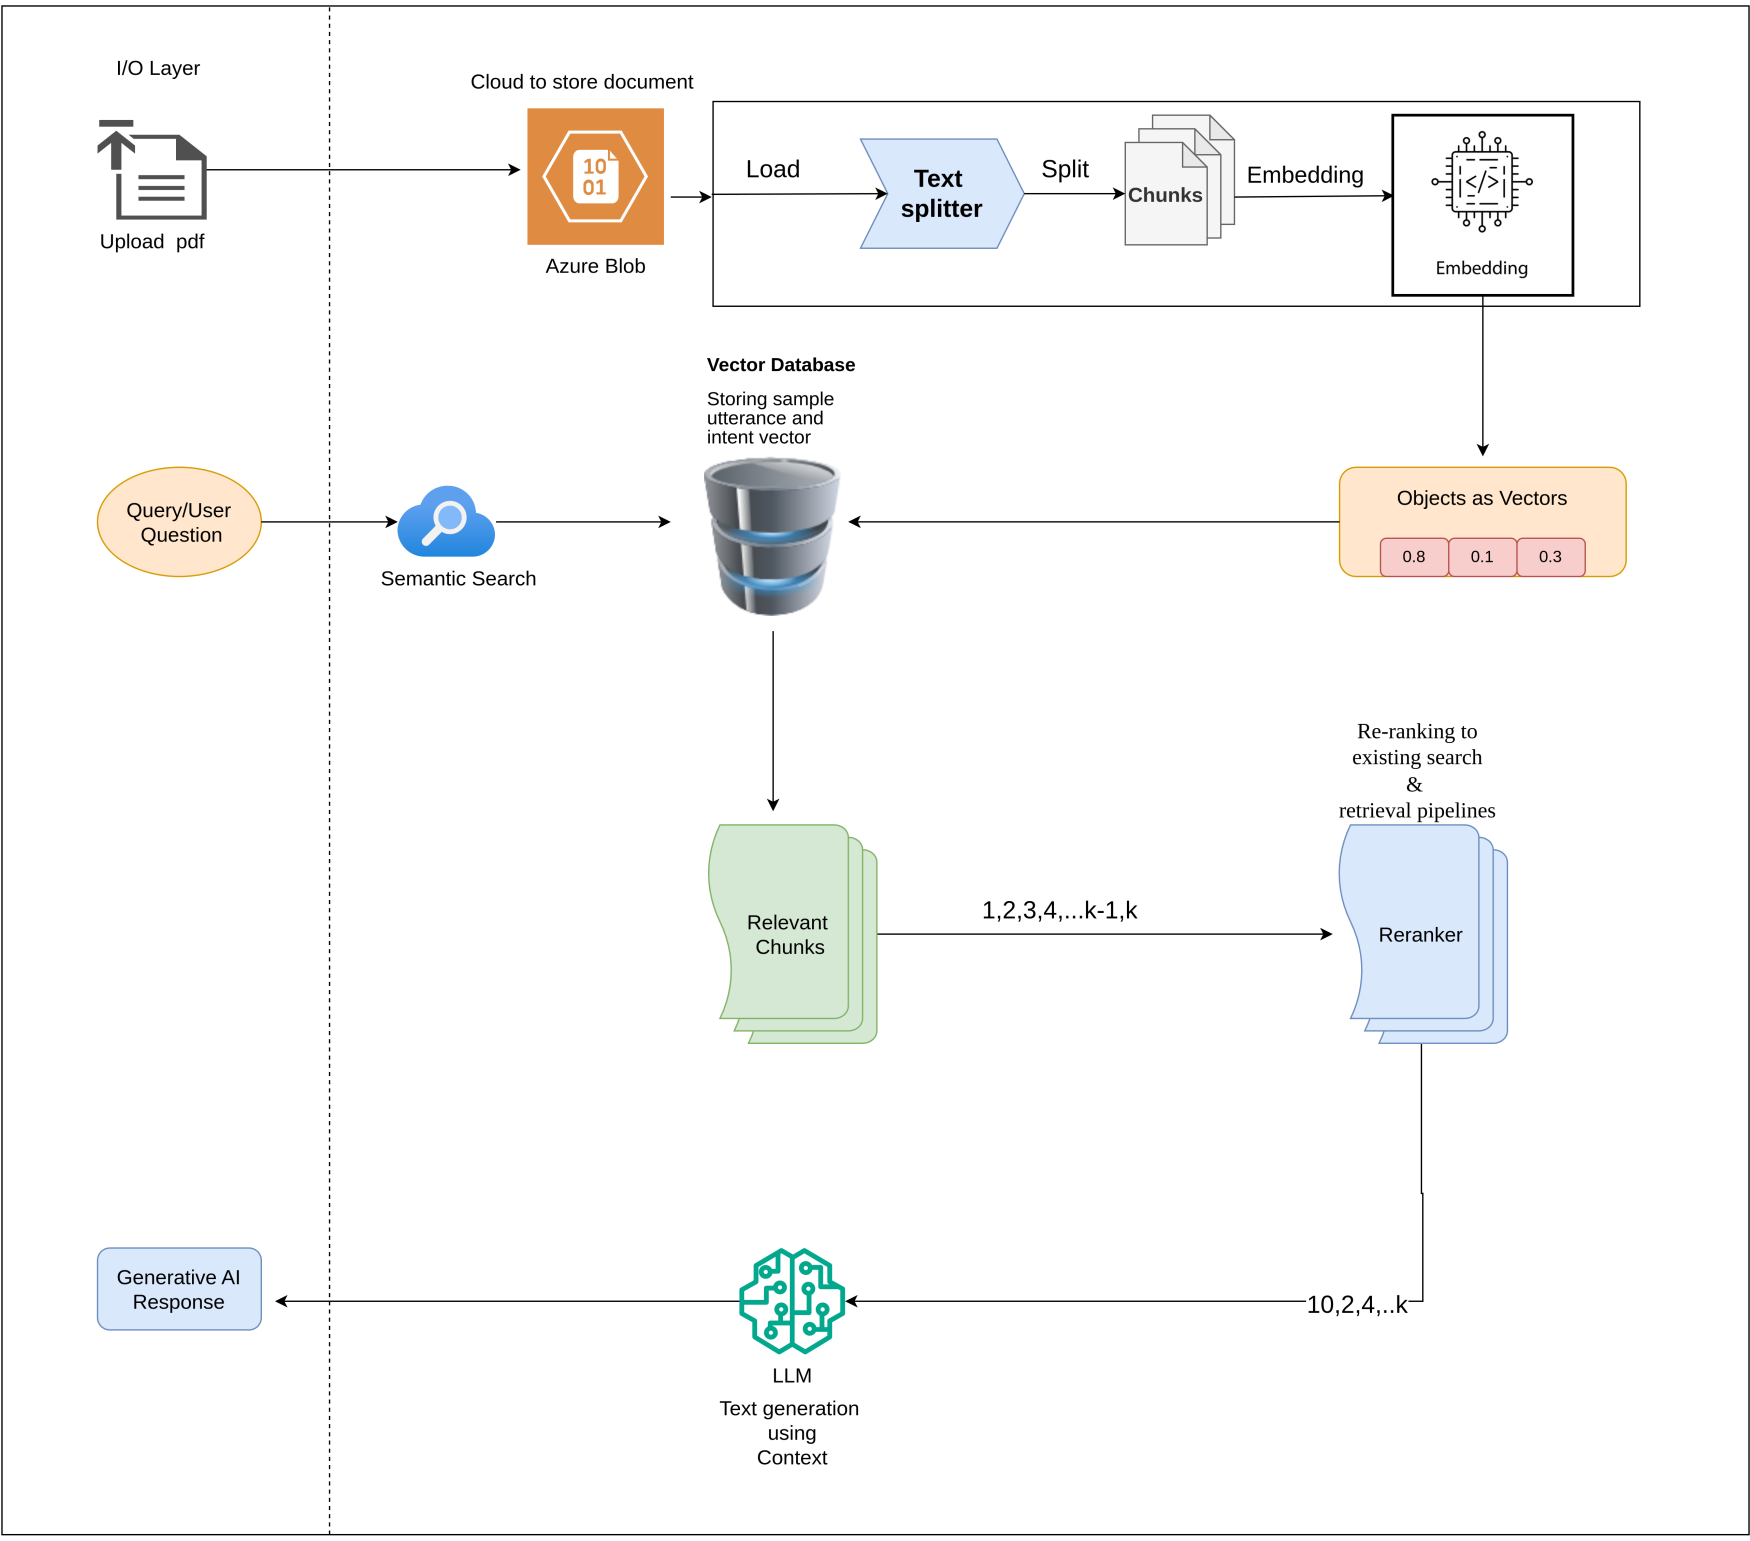 I/O Layer
Cloud to store document
Upload  pdf
10
01
Azure Blob
Load
Text
splitter
Split
Chunks
Embedding
</>
Embedding
Vector Database
Storing sample
utterance and
intent vector
Query/User
Question
Semantic Search
Objects as Vectors
0.8
0.1
0.3
Re-ranking to
existing search
&
retrieval pipelines
Relevant
Chunks
1,2,3,4,...k-1,k
Reranker
Generative AI
Response
10,2,4,..k
LLM
Text generation
using
Context